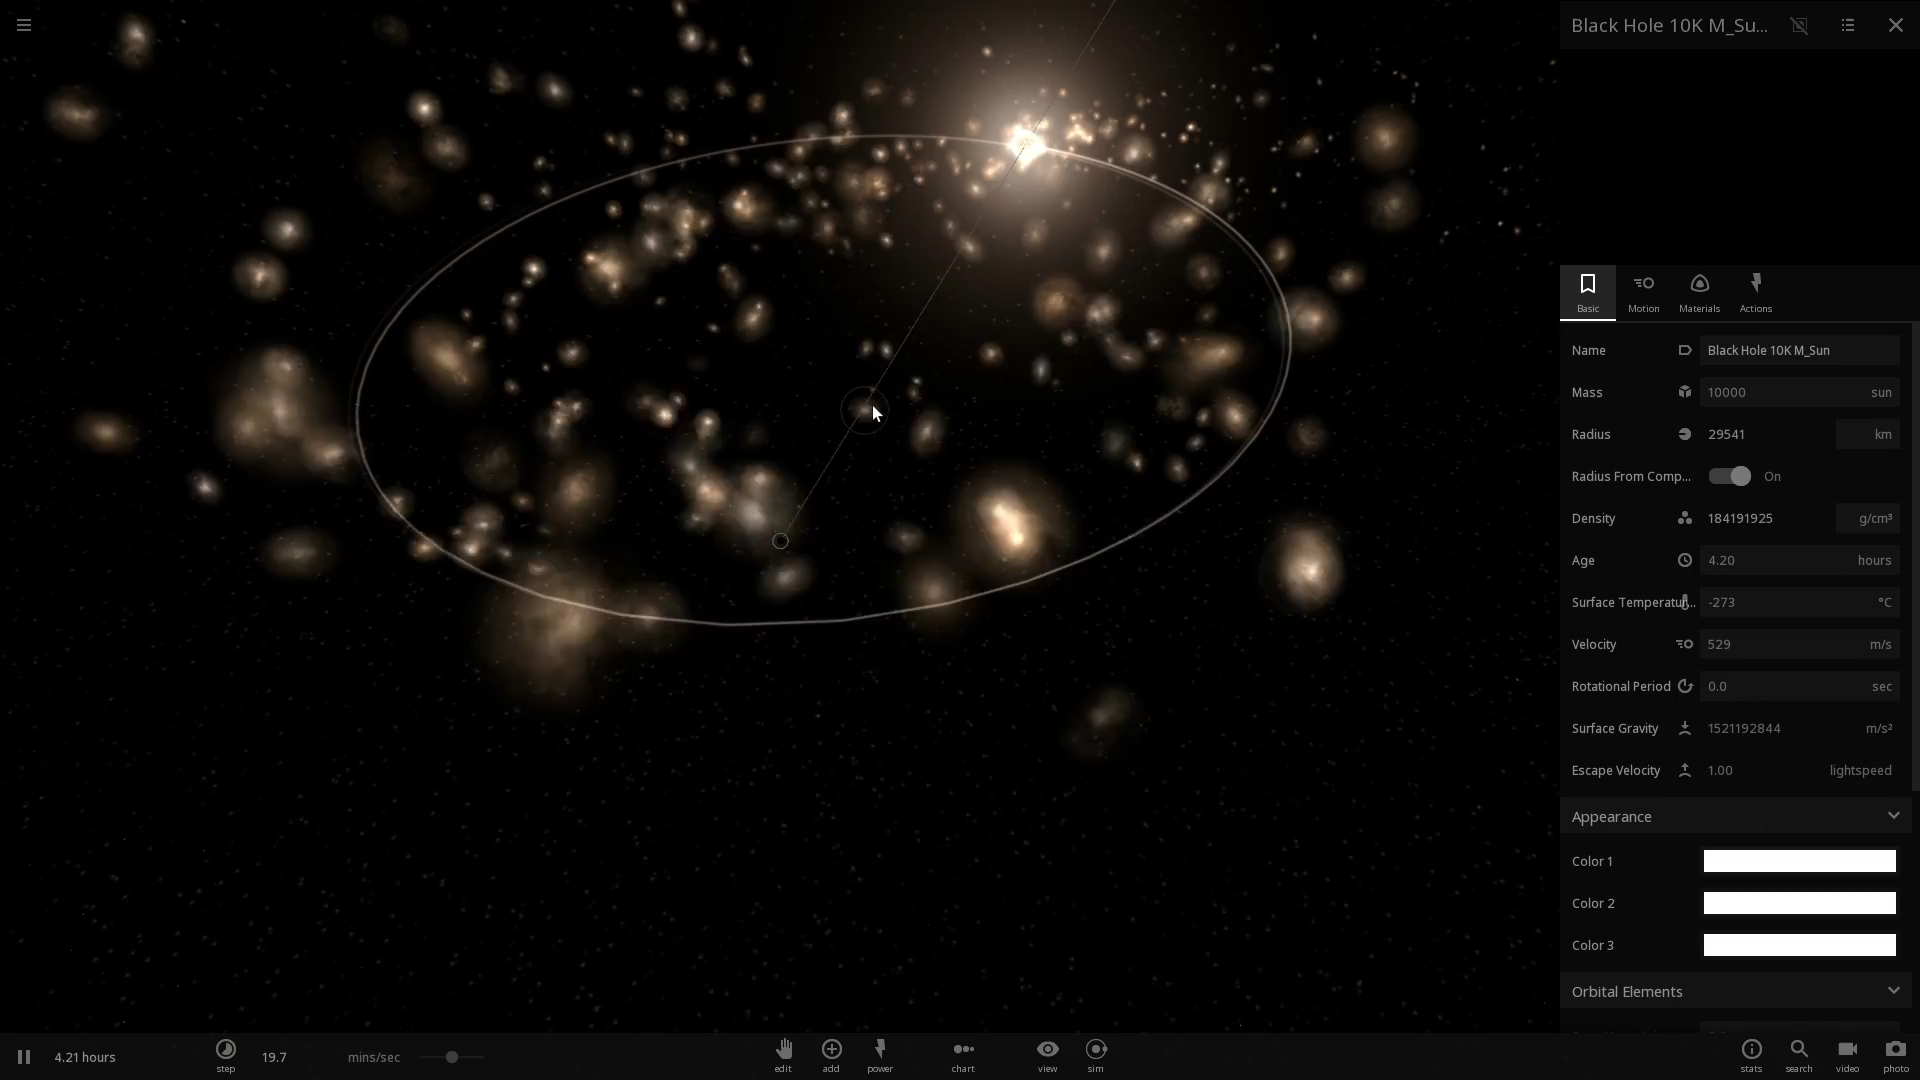 Black Hole 10K M_Su...
Basic
Motion
Materials
Actions
Name
Black Hole 10K M_Sun
Mass
10000
sun
Radius
29541
km
Radius From Comp...
On
Density
184191925
g/cm³
Age
4.20
hours
Surface Temperatur...
-273
°C
Velocity
529
m/s
Rotational Period
0.0
sec
Surface Gravity
1521192844
m/s²
Escape Velocity
1.00
lightspeed
Appearance
Color 1
Color 2
Color 3
Orbital Elements
4.21 hours
step
19.7
mins/sec
edit
add
power
chart
view
sim
stats
search
video
photo